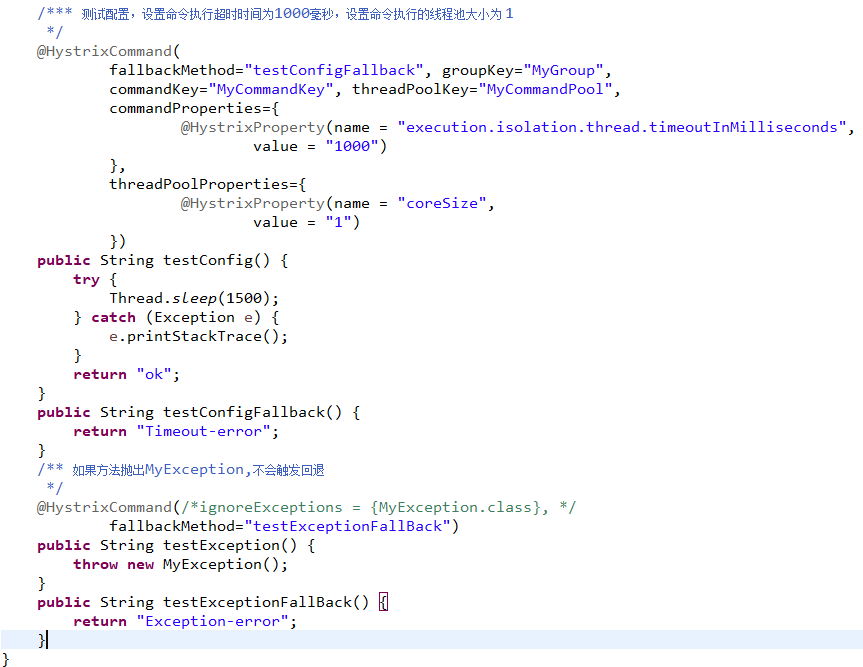 /*** 测试配置，设置命令执行超时时间为1000毫秒，设置命令执行的线程池大小为 1
*/
@HystrixCommand(
fallbackMethod="testConfigFallback", groupKey="MyGroup",
commandKey="MyCommandKey", threadPoolKey="MyCommandPool",
commandProperties={
@HystrixProperty(name = "execution.isolation.thread.timeoutInMilliseconds",
value = "1000")
},
threadPoolProperties={
@HystrixProperty(name = "coreSize",
value = "1")
})
public String testConfig() {
try {
Thread.sleep(1500);
} catch (Exception e) {
e.printStackTrace();
}
return "ok";
}
public String testConfigFallback() {
return "Timeout-error";
}
/** 如果方法抛出MyException,不会触发回退
*/
@HystrixCommand(/*ignoreExceptions = {MyException.class}, */
fallbackMethod="testExceptionFallBack")
public String testException() {
throw new MyException();
}
public String testExceptionFallBack() {
return "Exception-error";
}
}